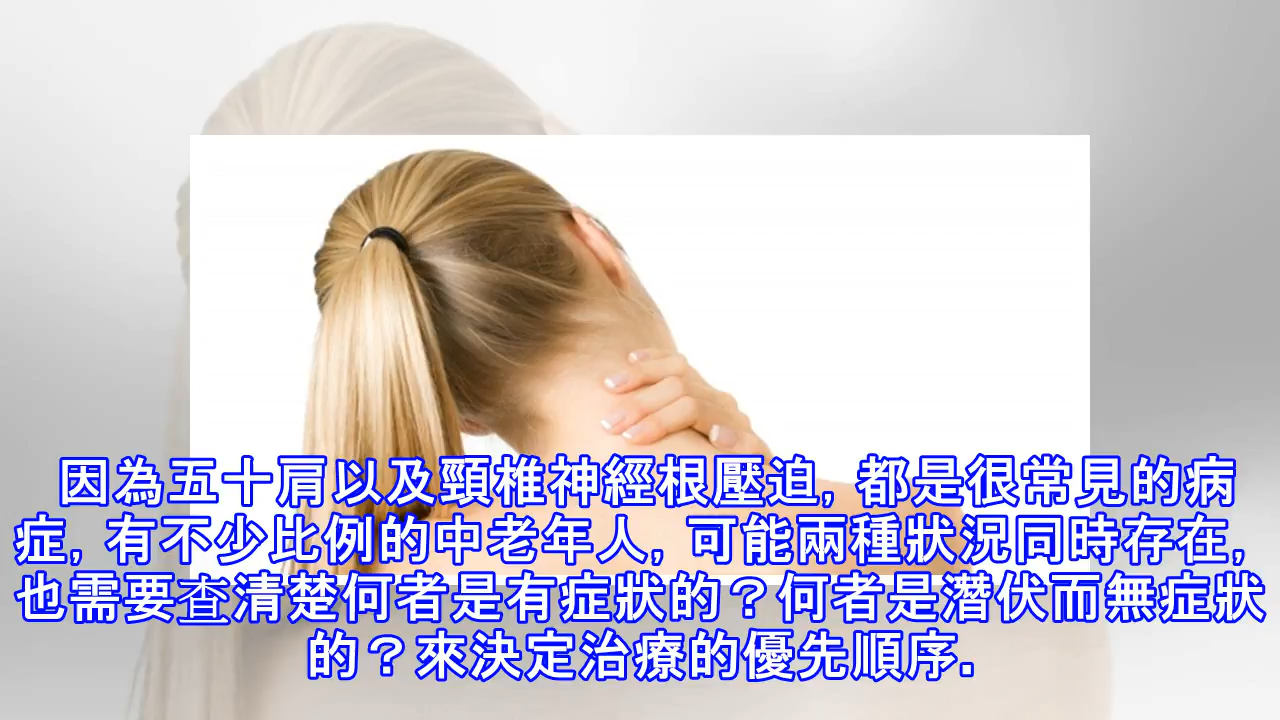 因為五十肩以及頸椎神經根壓迫, 都是很常見的病
症, 有不少比例的中老年人, 可能兩種狀況同時存在,
也需要查清楚何者是有症狀的？何者是潛伏而無症狀
的？來決定治療的優先順序.